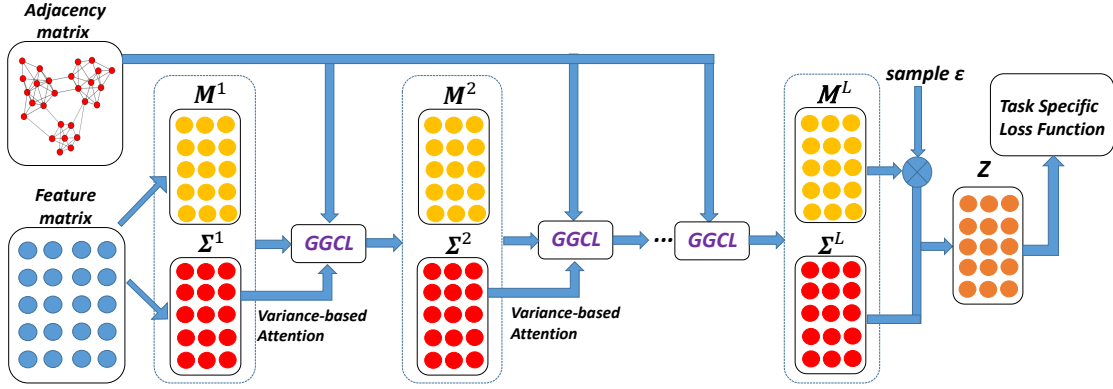 Adjacency
matrix
Feature
matrix
M¹
Σ¹
GGCL
Variance-based
Attention
M²
Σ²
GGCL
Variance-based
Attention
...
GGCL
Mᴸ
Σᴸ
sample ε
Z
Task Specific
Loss Function